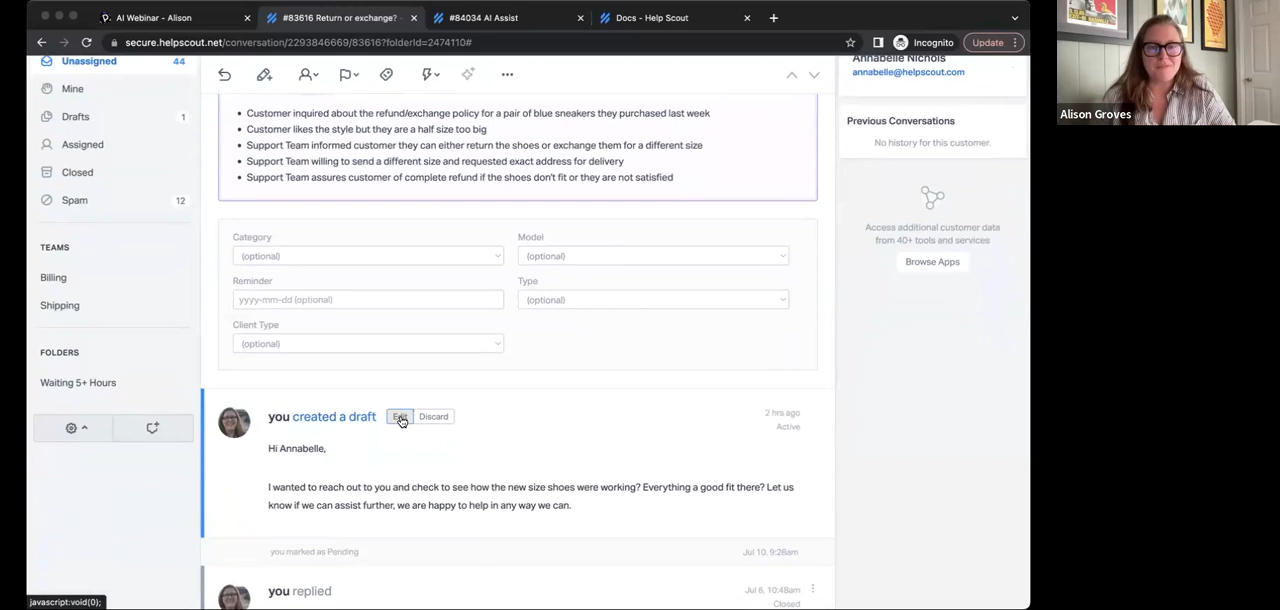 AI Webinar - Alison
#83616 Return or exchange? -
#84034 AI Assist
Docs - Help Scout
secure.helpscout.net/conversation/2293846669/83616?folderId=2474110#
Incognito
Update
Unassigned 44
Mine
Drafts 1
Assigned
Closed
Spam 12
TEAMS
Billing
Shipping
FOLDERS
Waiting 5+ Hours
Customer inquired about the refund/exchange policy for a pair of blue sneakers they purchased last week
Customer likes the style but they are a half size too big
Support Team informed customer they can either return the shoes or exchange them for a different size
Support Team willing to send a different size and requested exact address for delivery
Support Team assures customer of complete refund if the shoes don't fit or they are not satisfied
Category
(optional)
Model
(optional)
Reminder
yyyy-mm-dd (optional)
Type
(optional)
Client Type
(optional)
you created a draft Edit Discard
2 hrs ago
Active
Hi Annabelle,
I wanted to reach out to you and check to see how the new size shoes were working? Everything a good fit there? Let us
know if we can assist further, we are happy to help in any way we can.
you marked as Pending
Jul 10, 9:28am
you replied
Jul 6, 10:48am
Closed
Annabelle Nichols
annabelle@helpscout.com
Previous Conversations
No history for this customer.
Access additional customer data
from 40+ tools and services
Browse Apps
javascript:void(0);
Alison Groves